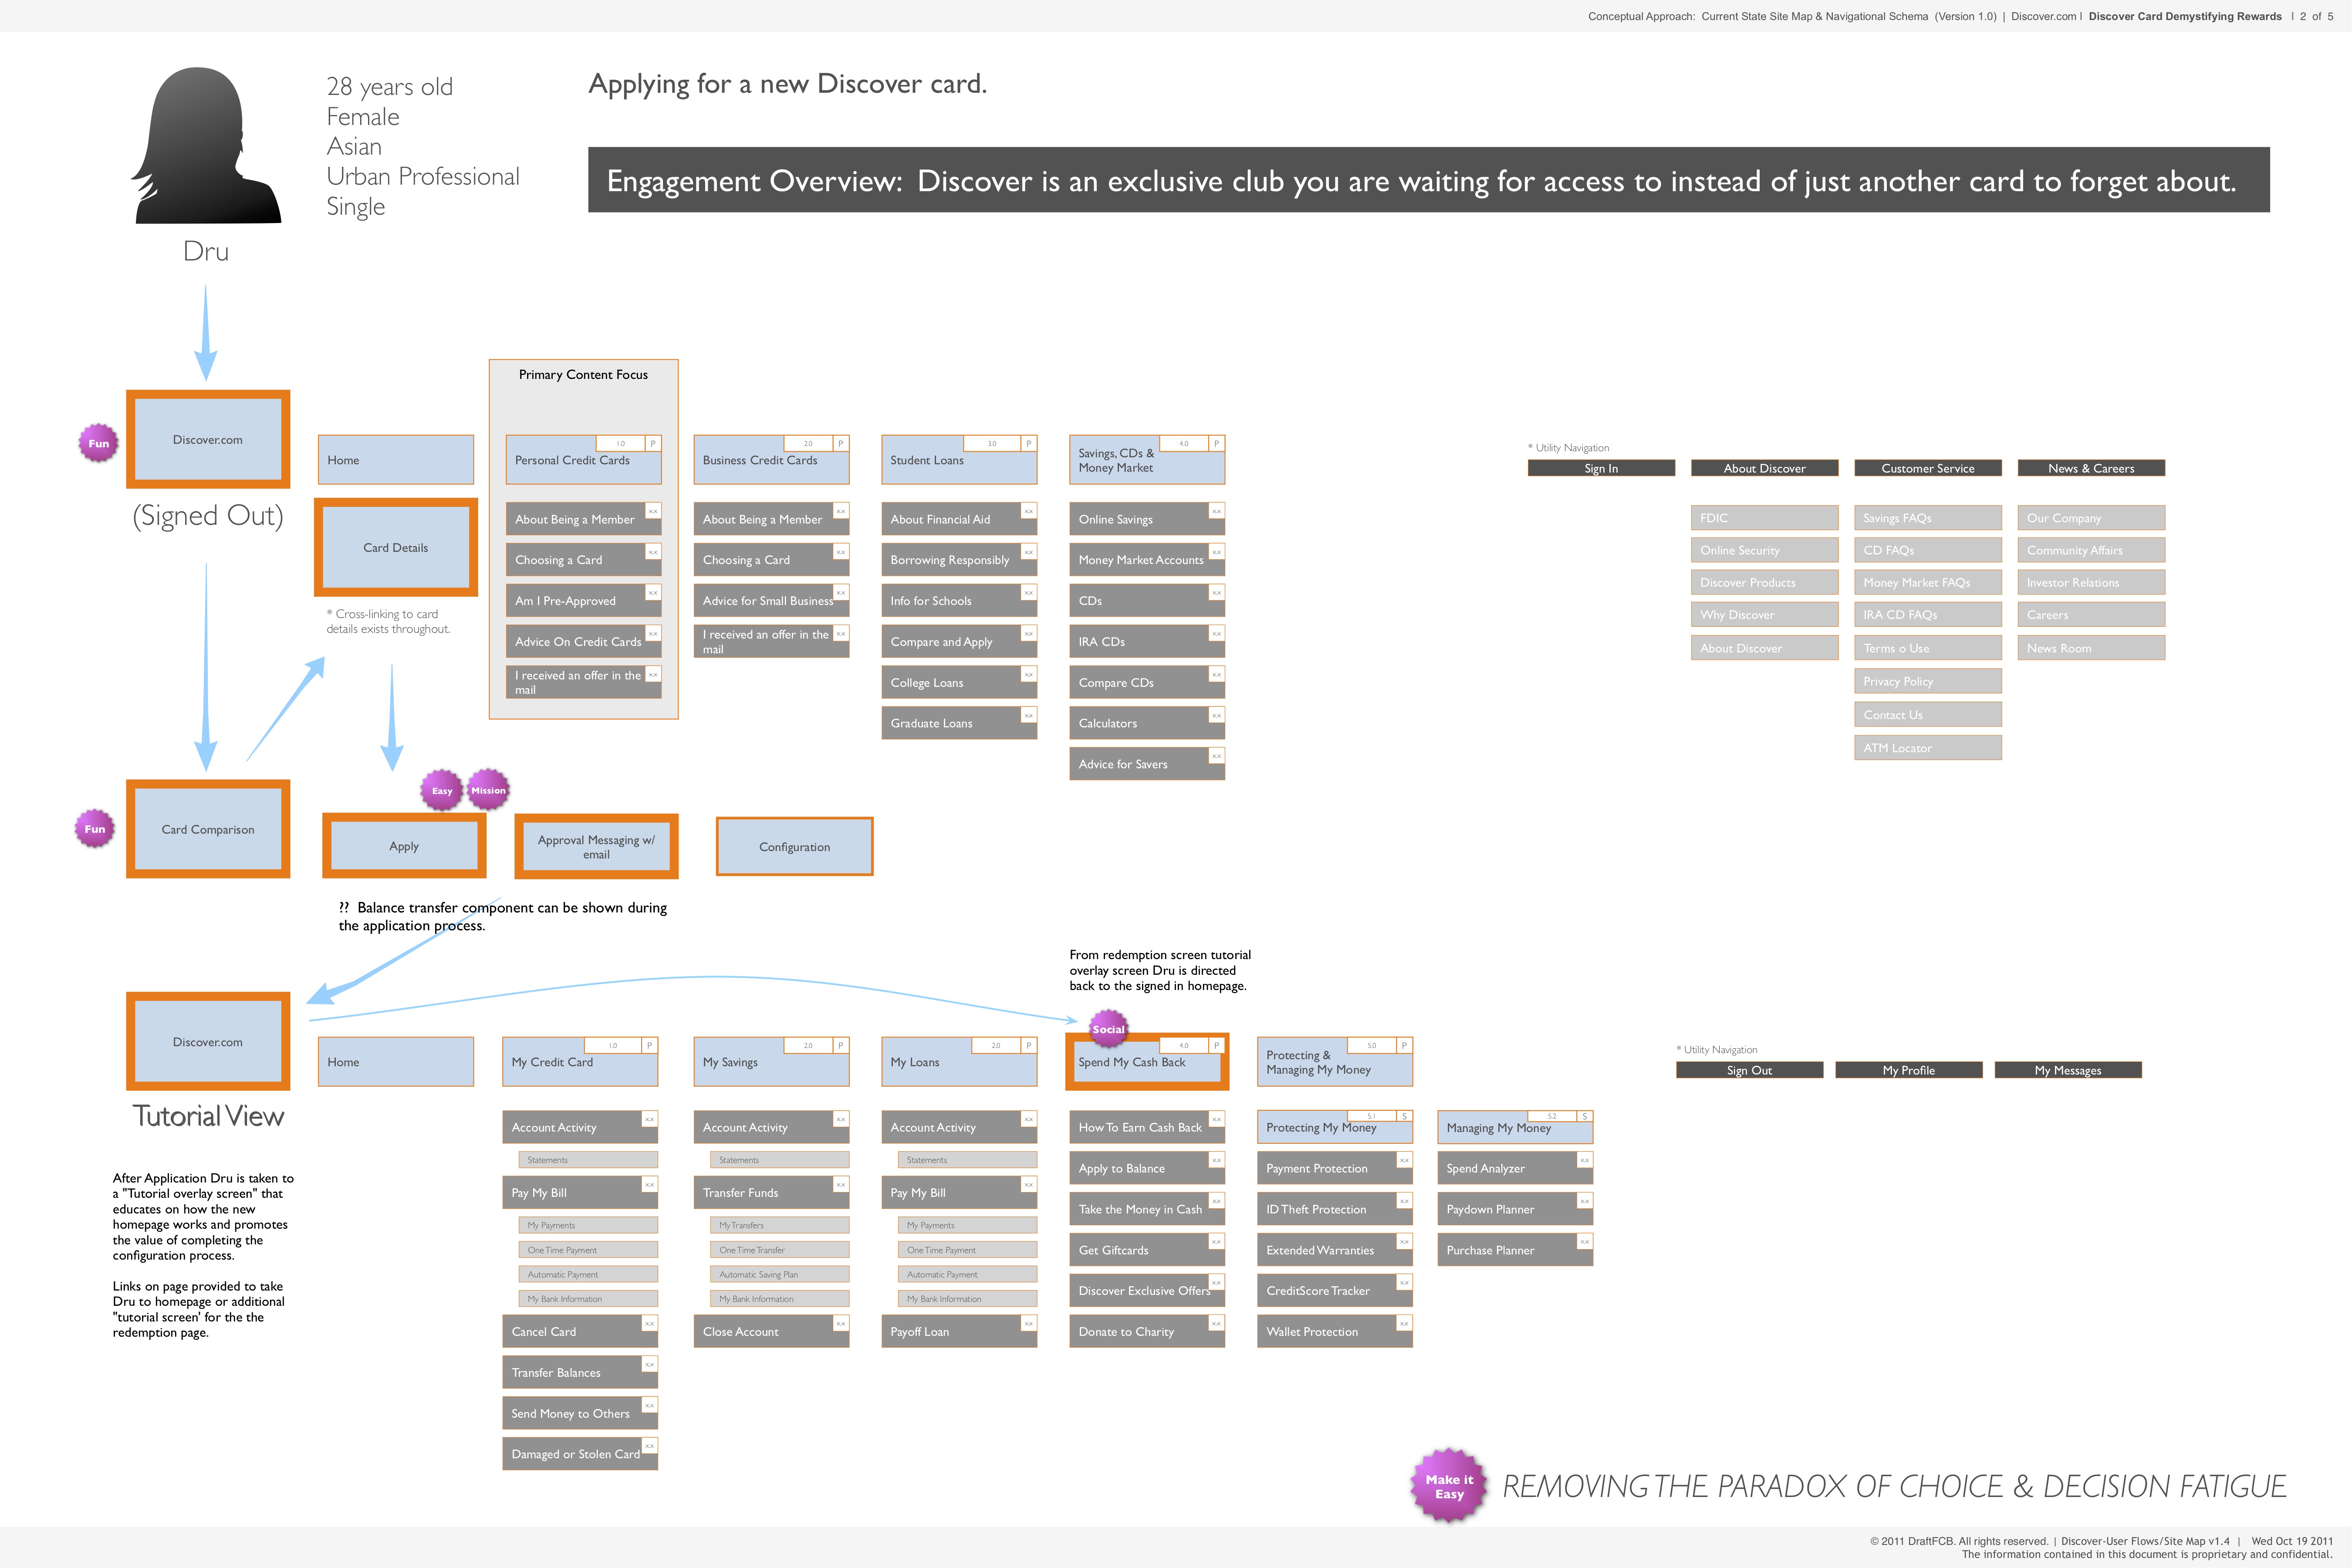 Conceptual Approach: Current State Site Map & Navigational Schema (Version 1.0) | Discover.com | Discover Card Demystifying Rewards | 2 of 5
28 years old
Female
Asian
Urban Professional
Single
Dru
Applying for a new Discover card.
Engagement Overview: Discover is an exclusive club you are waiting for access to instead of just another card to forget about.
Fun
Discover.com
(Signed Out)
Home
Card Details
* Cross-linking to card
details exists throughout.
Primary Content Focus
1.0 P
Personal Credit Cards
About Being a Member x.x
Choosing a Card x.x
Am I Pre-Approved x.x
Advice On Credit Cards x.x
I received an offer in the x.x
mail
2.0 P
Business Credit Cards
About Being a Member x.x
Choosing a Card x.x
Advice for Small Business x.x
I received an offer in the x.x
mail
3.0 P
Student Loans
About Financial Aid x.x
Borrowing Responsibly x.x
Info for Schools x.x
Compare and Apply x.x
College Loans x.x
Graduate Loans x.x
4.0 P
Savings, CDs &
Money Market
Online Savings x.x
Money Market Accounts x.x
CDs x.x
IRA CDs x.x
Compare CDs x.x
Calculators x.x
Advice for Savers x.x
* Utility Navigation
Sign In
About Discover
FDIC
Online Security
Discover Products
Why Discover
About Discover
Customer Service
Savings FAQs
CD FAQs
Money Market FAQs
IRA CD FAQs
Terms o Use
Privacy Policy
Contact Us
ATM Locator
News & Careers
Our Company
Community Affairs
Investor Relations
Careers
News Room
Fun
Card Comparison
Easy
Mission
Apply
Approval Messaging w/
email
Configuration
?? Balance transfer component can be shown during
the application process.
From redemption screen tutorial
overlay screen Dru is directed
back to the signed in homepage.
Discover.com
Tutorial View
After Application Dru is taken to
a "Tutorial overlay screen" that
educates on how the new
homepage works and promotes
the value of completing the
configuration process.
Links on page provided to take
Dru to homepage or additional
"tutorial screen' for the the
redemption page.
Home
1.0 P
My Credit Card
Account Activity x.x
Statements
Pay My Bill x.x
My Payments
One Time Payment
Automatic Payment
My Bank Information
Cancel Card x.x
Transfer Balances x.x
Send Money to Others x.x
Damaged or Stolen Card x.x
2.0 P
My Savings
Account Activity x.x
Statements
Transfer Funds x.x
My Transfers
One Time Transfer
Automatic Saving Plan
My Bank Information
Close Account x.x
2.0 P
My Loans
Account Activity x.x
Statements
Pay My Bill x.x
My Payments
One Time Payment
Automatic Payment
My Bank Information
Payoff Loan x.x
Social
4.0 P
Spend My Cash Back
How To Earn Cash Back x.x
Apply to Balance x.x
Take the Money in Cash x.x
Get Giftcards x.x
Discover Exclusive Offers x.x
Donate to Charity x.x
5.0 P
Protecting &
Managing My Money
5.1 S
Protecting My Money
Payment Protection x.x
ID Theft Protection x.x
Extended Warranties x.x
CreditScore Tracker x.x
Wallet Protection x.x
5.2 S
Managing My Money
Spend Analyzer x.x
Paydown Planner x.x
Purchase Planner x.x
* Utility Navigation
Sign Out
My Profile
My Messages
Make it
Easy
REMOVING THE PARADOX OF CHOICE & DECISION FATIGUE
© 2011 DraftFCB. All rights reserved. | Discover-User Flows/Site Map v1.4 | Wed Oct 19 2011
The information contained in this document is proprietary and confidential.